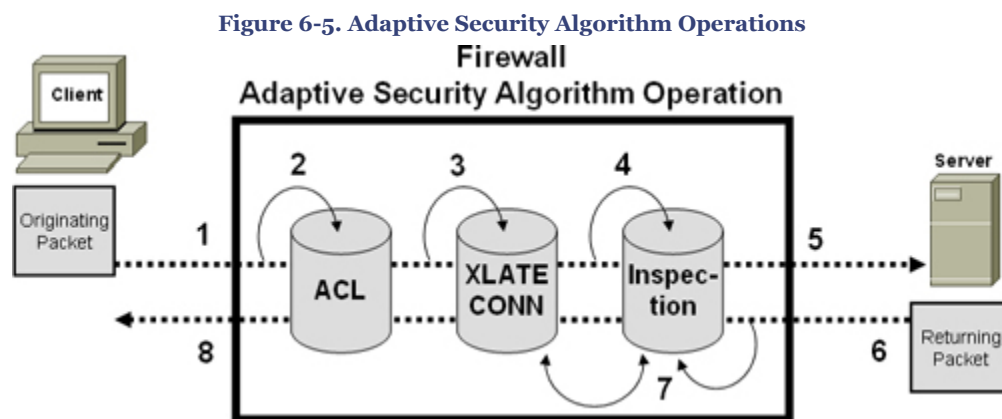 Figure 6-5. Adaptive Security Algorithm Operations
Firewall
Adaptive Security Algorithm Operation
Client
Server
2
3
4
Originating
Packet
1
5
ACL
XLATE
CONN
Inspec-
tion
8
7
6
Returning
Packet